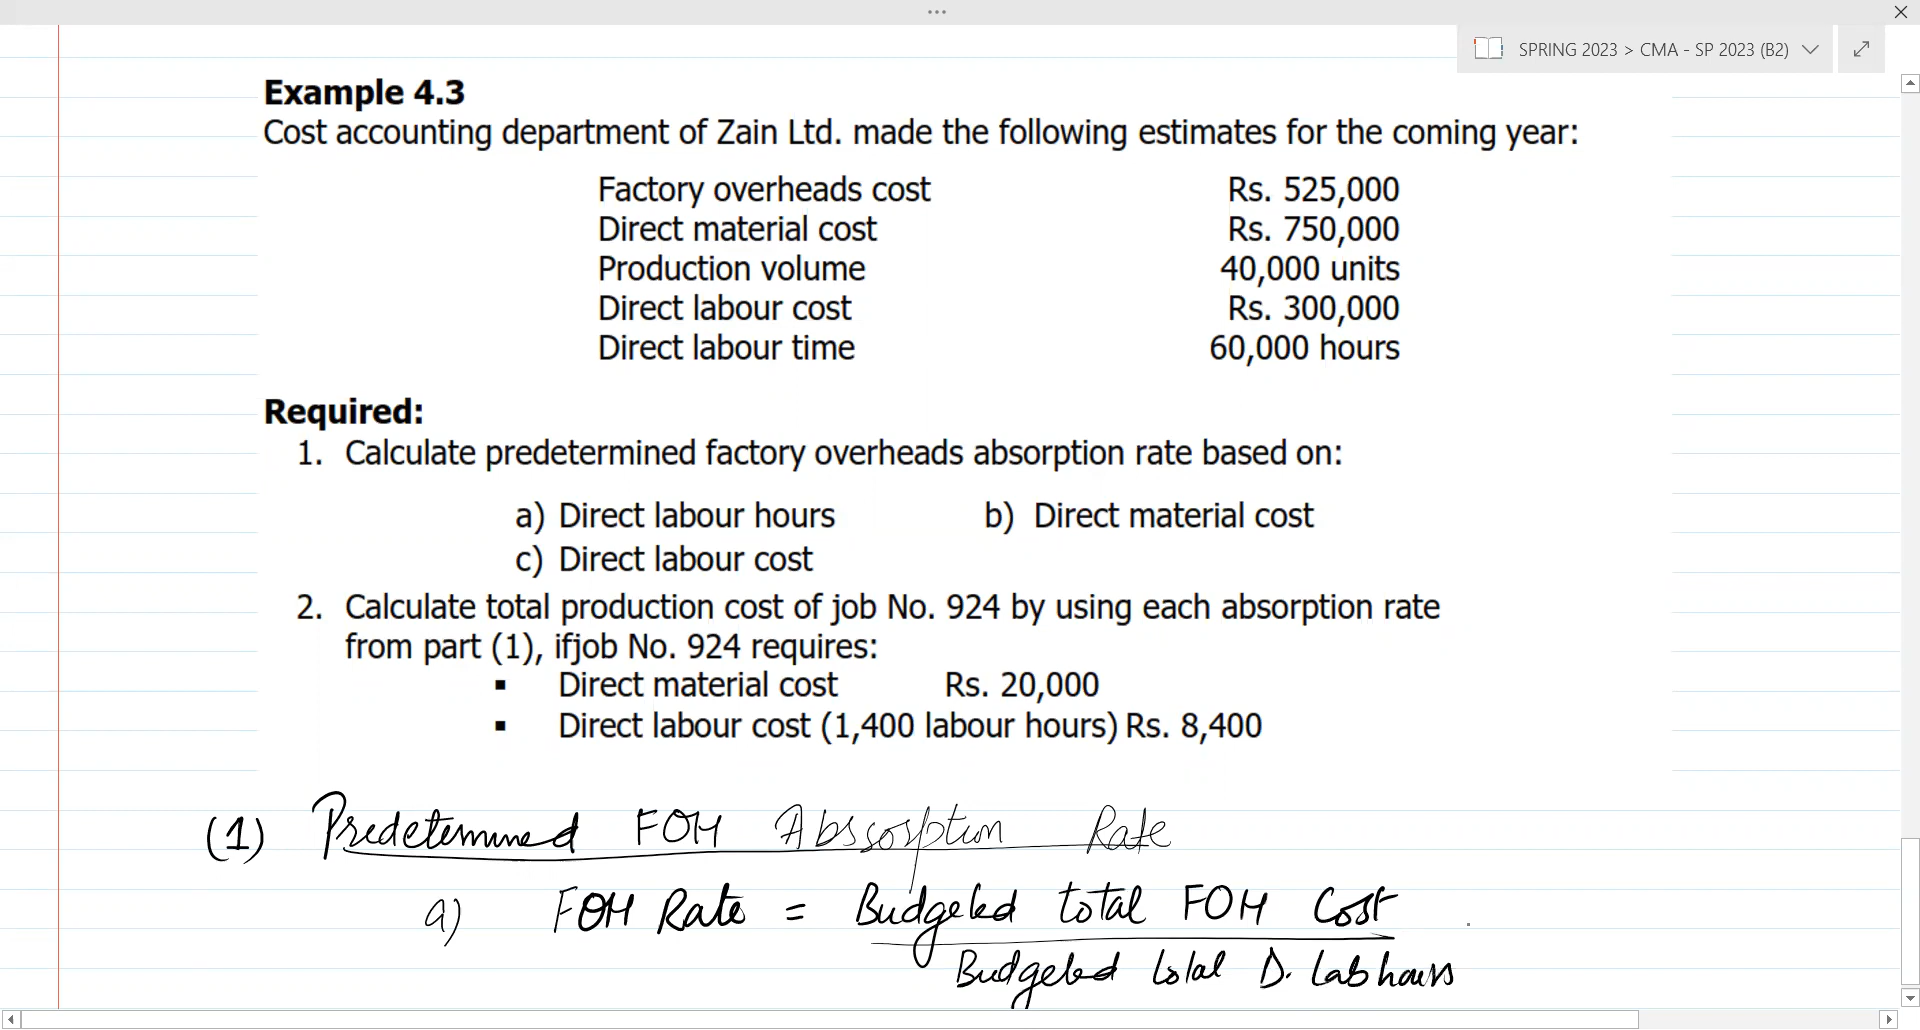 SPRING 2023 > CMA - SP 2023 (B2)
Example 4.3
Cost accounting department of Zain Ltd. made the following estimates for the coming year:
Factory overheads cost Rs. 525,000
Direct material cost Rs. 750,000
Production volume 40,000 units
Direct labour cost Rs. 300,000
Direct labour time 60,000 hours
Required:
1. Calculate predetermined factory overheads absorption rate based on:
a) Direct labour hours b) Direct material cost
c) Direct labour cost
2. Calculate total production cost of job No. 924 by using each absorption rate
from part (1), ifjob No. 924 requires:
▪ Direct material cost Rs. 20,000
▪ Direct labour cost (1,400 labour hours) Rs. 8,400
(1) Predetermined FOH Abscorption Rate
a) FOH Rate = Budgeted total FOH Cost
Budgeted total D. Lab hours